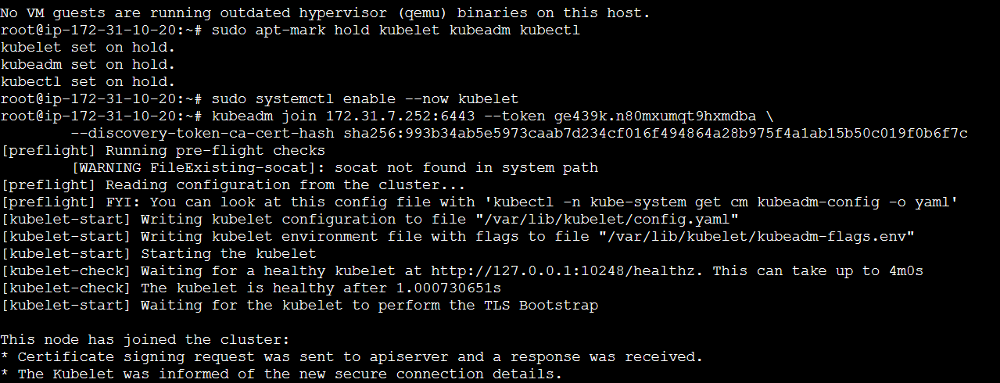 No VM guests are running outdated hypervisor (qemu) binaries on this host.
root@ip-172-31-10-20:~# sudo apt-mark hold kubelet kubeadm kubectl
kubelet set on hold.
kubeadm set on hold.
kubectl set on hold.
root@ip-172-31-10-20:~# sudo systemctl enable --now kubelet
root@ip-172-31-10-20:~# kubeadm join 172.31.7.252:6443 --token ge439k.n80mxumqt9hxmdba \
        --discovery-token-ca-cert-hash sha256:993b34ab5e5973caab7d234cf016f494864a28b975f4a1ab15b50c019f0b6f7c
[preflight] Running pre-flight checks
        [WARNING FileExisting-socat]: socat not found in system path
[preflight] Reading configuration from the cluster...
[preflight] FYI: You can look at this config file with 'kubectl -n kube-system get cm kubeadm-config -o yaml'
[kubelet-start] Writing kubelet configuration to file "/var/lib/kubelet/config.yaml"
[kubelet-start] Writing kubelet environment file with flags to file "/var/lib/kubelet/kubeadm-flags.env"
[kubelet-start] Starting the kubelet
[kubelet-check] Waiting for a healthy kubelet at http://127.0.0.1:10248/healthz. This can take up to 4m0s
[kubelet-check] The kubelet is healthy after 1.000730651s
[kubelet-start] Waiting for the kubelet to perform the TLS Bootstrap

This node has joined the cluster:
* Certificate signing request was sent to apiserver and a response was received.
* The Kubelet was informed of the new secure connection details.